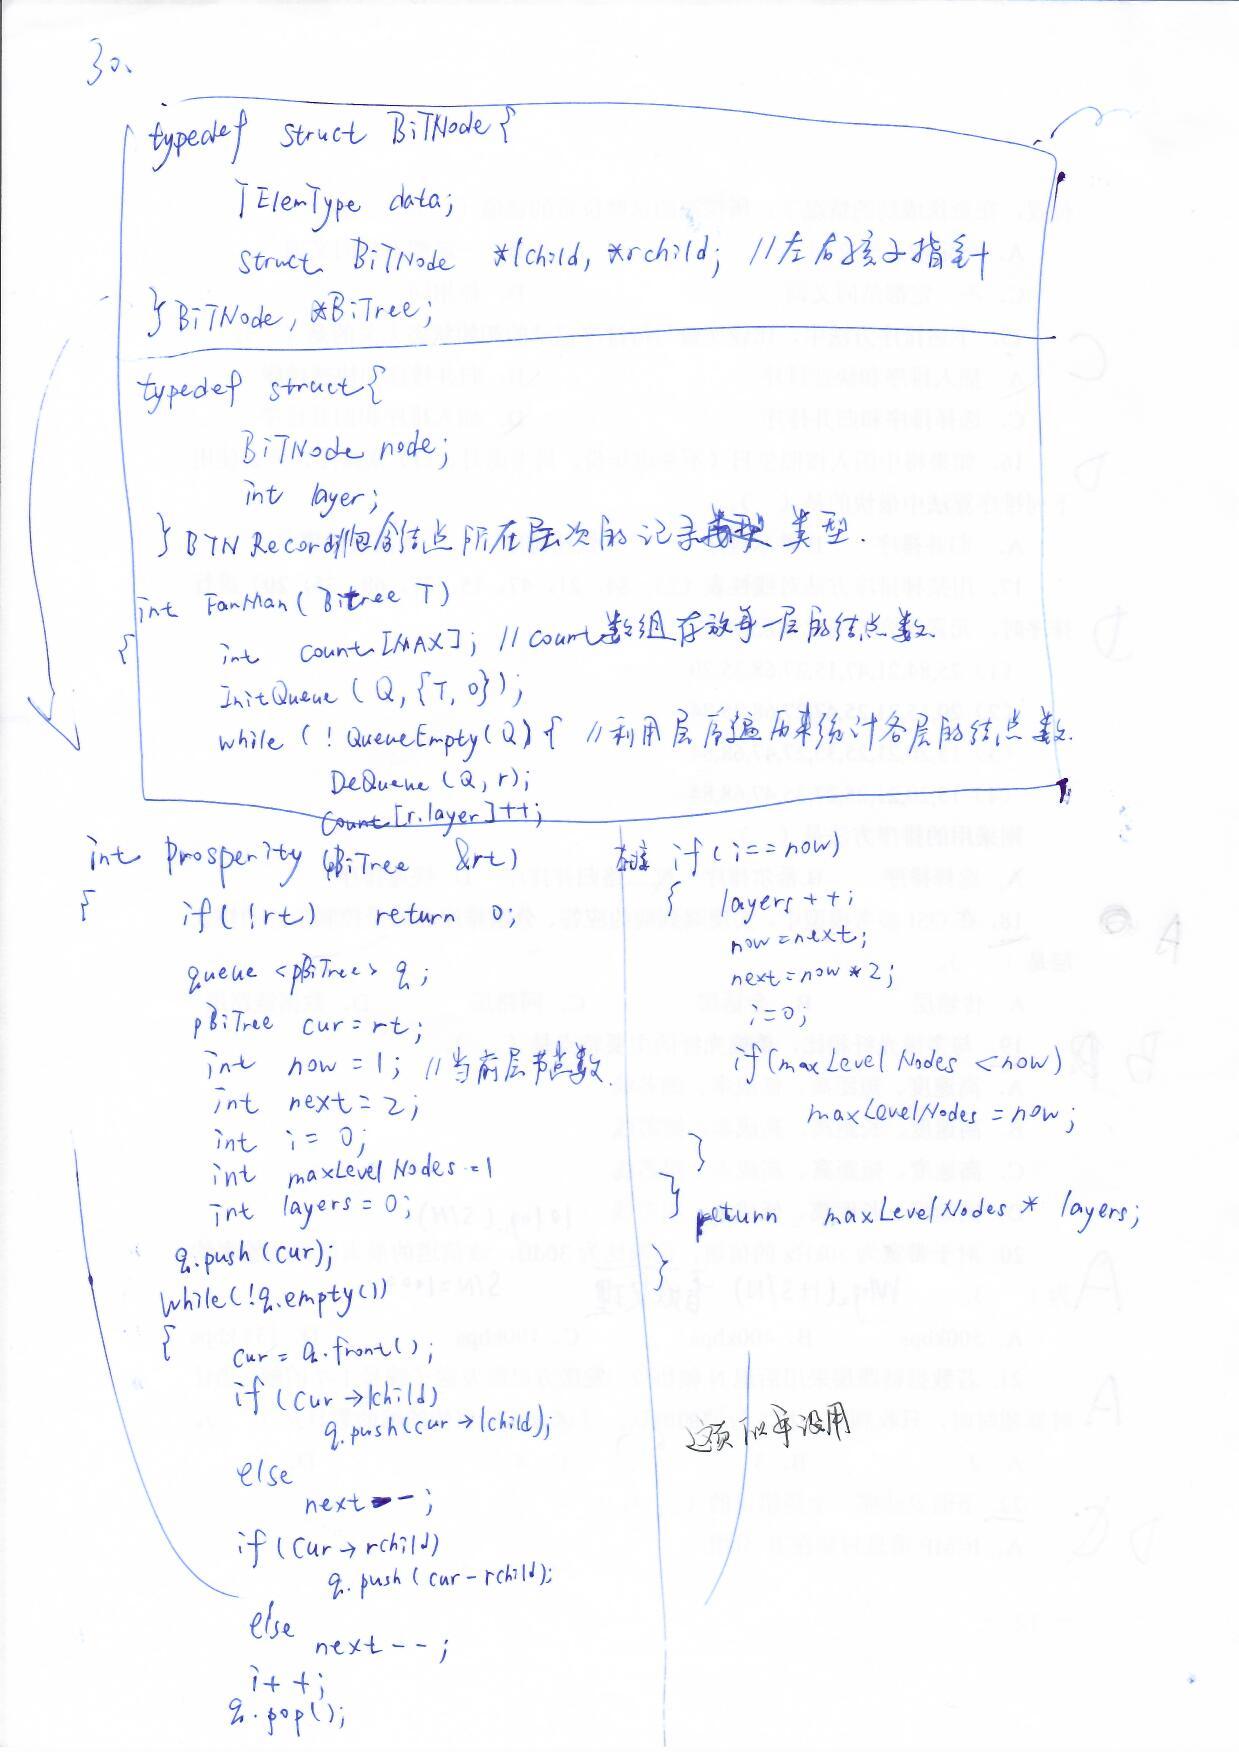 30、
typedef struct BiTNode {
TElemType data;
struct BiTNode *lchild, *rchild; //左右孩子指针
} BiTNode, *BiTree;
typedef struct {
BiTNode node;
int layer;
} BTNRecord 包含结点所在层次的记录 类型.
int FanMan( Bitree T)
{
int count [MAX]; // count数组存放每一层的结点数
InitQueue ( Q, {T, 0});
while ( ! QueueEmpty(Q) { //利用层序遍历来统计各层的结点数.
DeQueue (Q, r);
Count [r.layer]++;
int Prosperity (pBiTree &rt)
{
if(!rt) return 0;
queue <pBiTree> q;
pBiTree cur = rt;
int now = 1; //当前层节点数
int next = 2;
int i = 0;
int maxLevelNodes = 1
int layers = 0;
q.push (cur);
while(!q.empty())
{
cur = q.front();
if (cur→lchild)
q.push(cur→lchild);
else
next--;
if (cur→rchild)
q.push (cur-rchild);
else
next--;
i++;
q.pop();
if (i==now)
{ layers++;
now=next;
next=now*2;
i=0;
if(maxLevelNodes <now)
maxLevelNodes = now;
}
} return maxLevelNodes * layers;
}
这页似乎没用